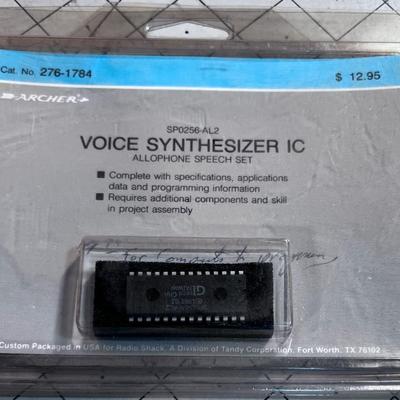 Cat. No. 276-1784
$ 12.95
ARCHER
SP0256-AL2
VOICE SYNTHESIZER IC
ALLOPHONE SPEECH SET
■ Complete with specifications, applications
data and programming information
■ Requires additional components and skill
in project assembly
for
GI
Custom Packaged in USA for Radio Shack, A Division of Tandy Corporation, Fort Worth, TX 76102